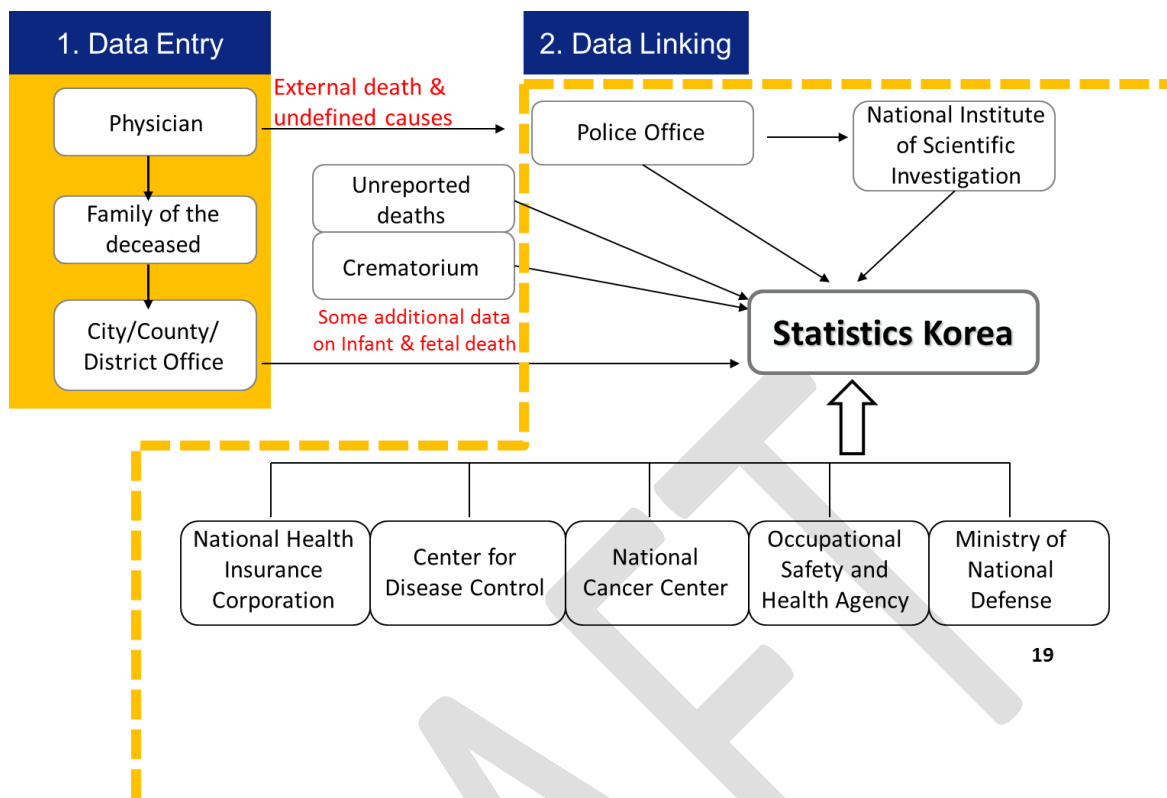 1. Data Entry
2. Data Linking
Physician
External death &
undefined causes
Police Office
National Institute
of Scientific
Investigation
Family of the
deceased
Unreported
deaths
Crematorium
City/County/
District Office
Some additional data
on Infant & fetal death
Statistics Korea
National Health
Insurance
Corporation
Center for
Disease Control
National
Cancer Center
Occupational
Safety and
Health Agency
Ministry of
National
Defense
19